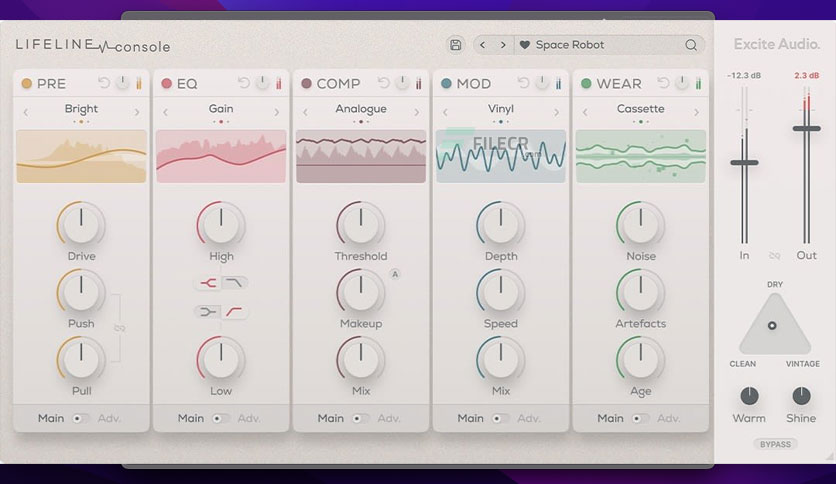 LIFELINE console
Space Robot
Excite Audio.
PRE
EQ
COMP
MOD
WEAR
-12.3 dB
2.3 dB
Bright
Gain
Analogue
Vinyl
Cassette
FILECR
.com
Drive
High
Threshold
Depth
Noise
In
Out
A
DRY
Push
Makeup
Speed
Artefacts
CLEAN
VINTAGE
Pull
Low
Mix
Mix
Age
Warm
Shine
Main
Adv.
Main
Adv.
Main
Adv.
Main
Adv.
Main
Adv.
BYPASS